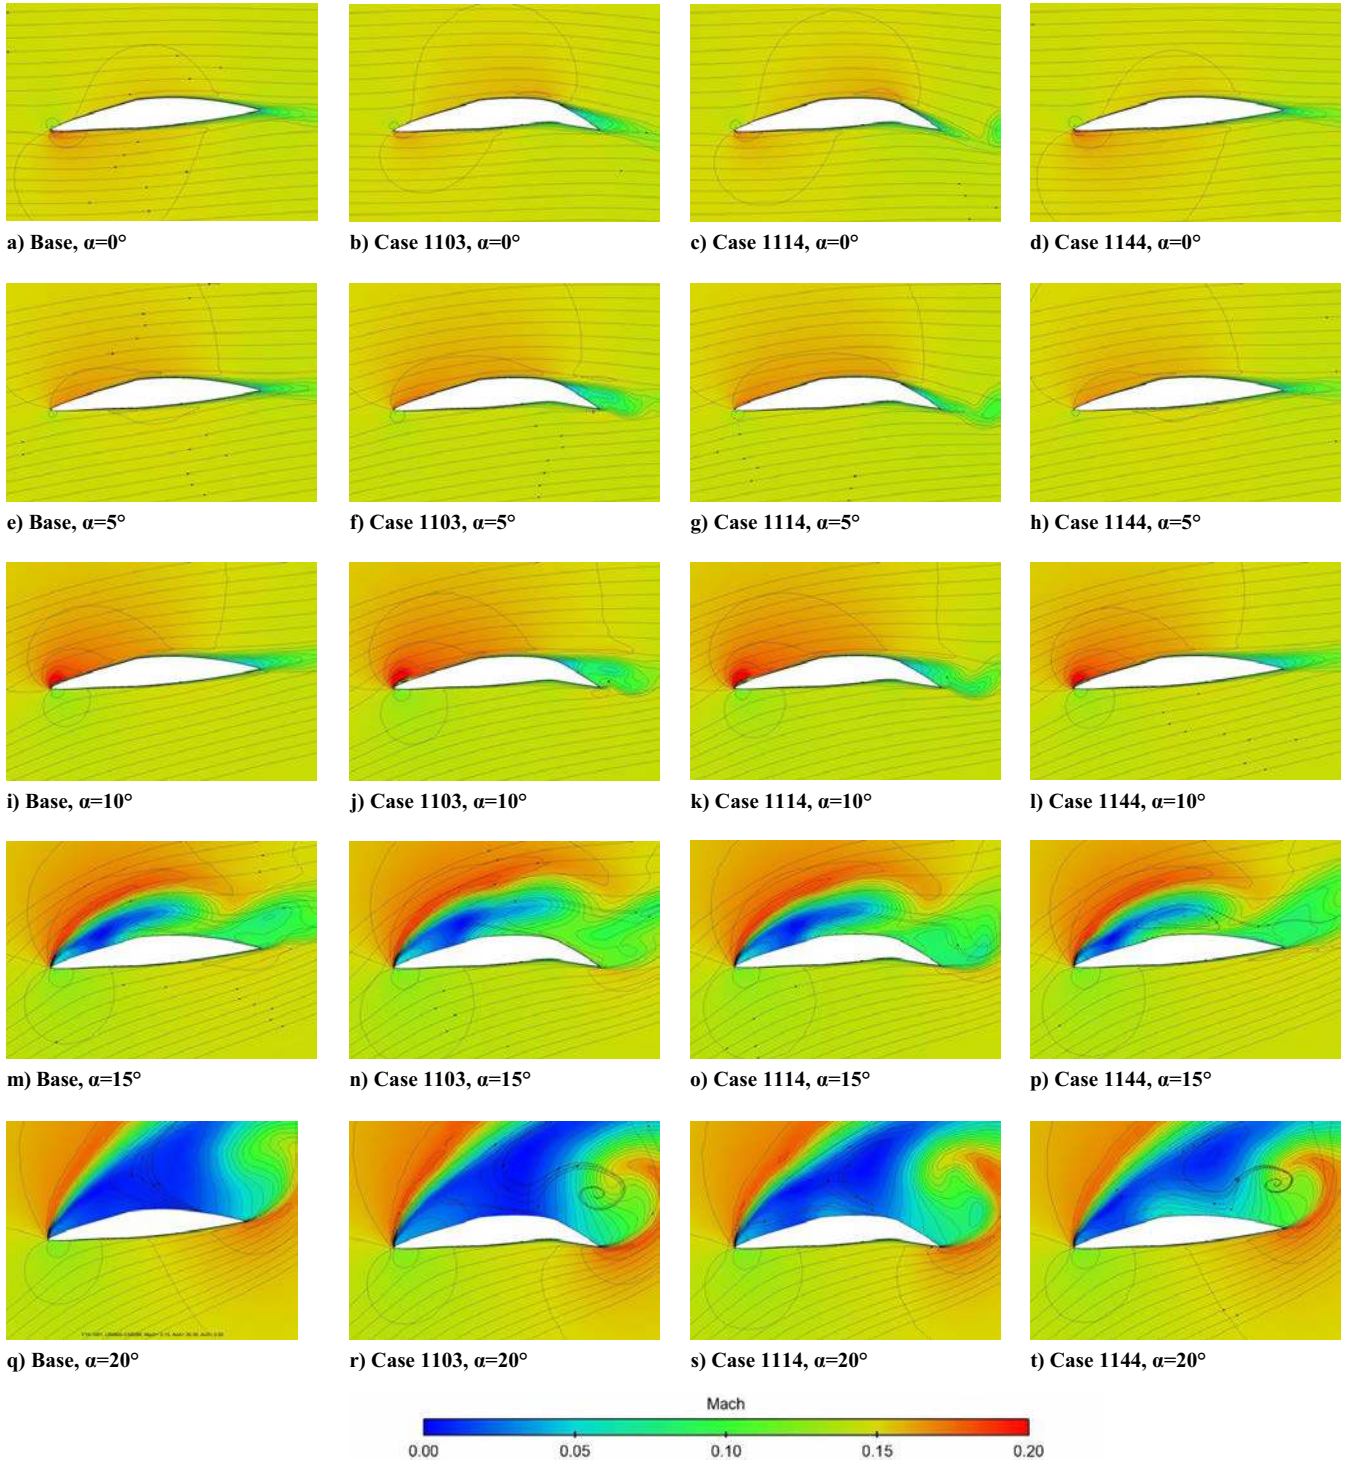 a) Base, α=0°
b) Case 1103, α=0°
c) Case 1114, α=0°
d) Case 1144, α=0°
e) Base, α=5°
f) Case 1103, α=5°
g) Case 1114, α=5°
h) Case 1144, α=5°
i) Base, α=10°
j) Case 1103, α=10°
k) Case 1114, α=10°
l) Case 1144, α=10°
m) Base, α=15°
n) Case 1103, α=15°
o) Case 1114, α=15°
p) Case 1144, α=15°
q) Base, α=20°
r) Case 1103, α=20°
s) Case 1114, α=20°
t) Case 1144, α=20°
Mach
0.00 0.05 0.10 0.15 0.20